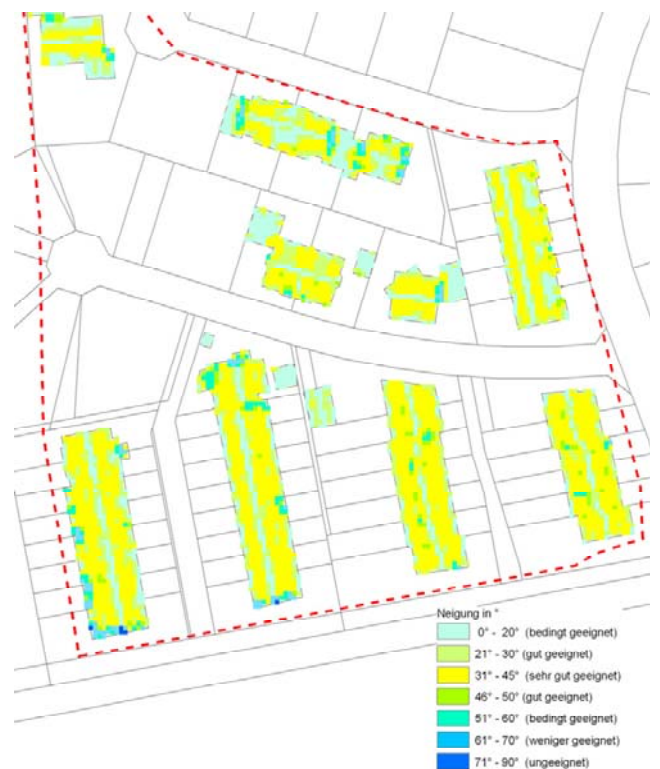 Neigung in °
0° - 20° (bedingt geeignet)
21° - 30° (gut geeignet)
31° - 45° (sehr gut geeignet)
46° - 50° (gut geeignet)
51° - 60° (bedingt geeignet)
61° - 70° (weniger geeignet)
71° - 90° (ungeeignet)